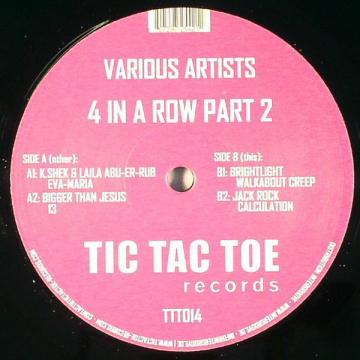 VARIOUS ARTISTS
4 IN A ROW PART 2
SIDE A (other):
A1: K.SHEK & LAILA ABU-ER-RUB
EVA-MARIA
A2: BIGGER THAN JESUS
13
SIDE B (this):
B1: BRIGHTLIGHT
WALKABOUT CREEP
B2: JACK ROCK
CALCULATION
TIC TAC TOE
records
TTT014